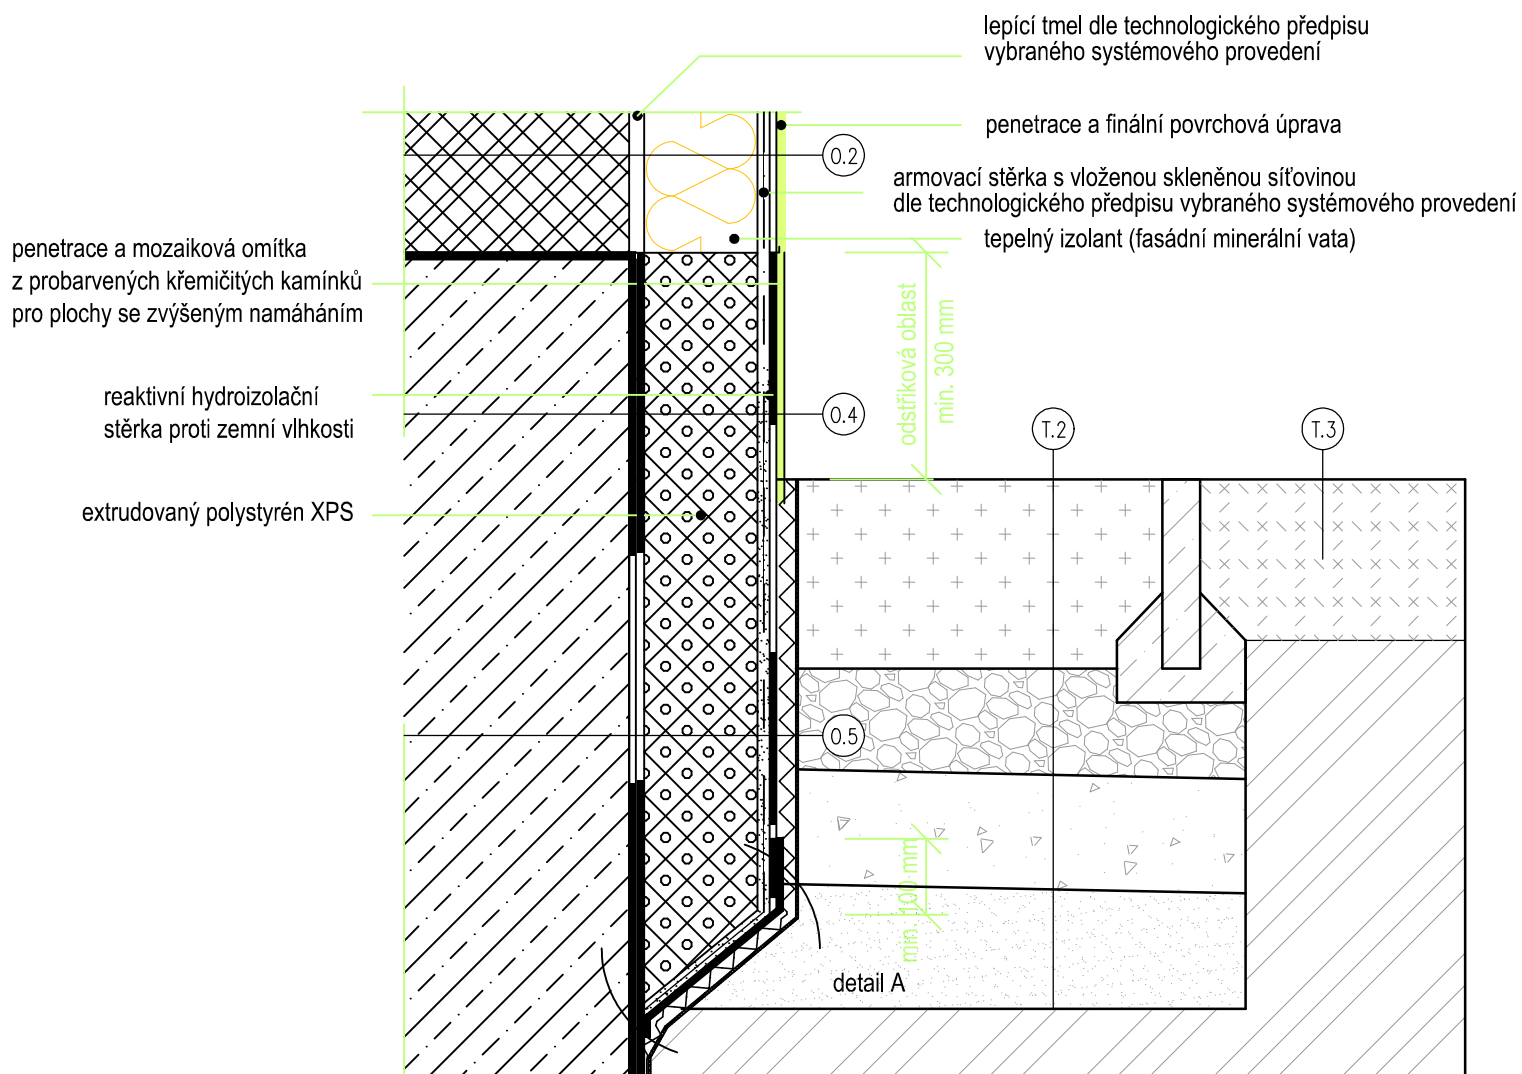 lepící tmel dle technologického předpisu
vybraného systémového provedení
penetrace a finální povrchová úprava
0.2
armovací stěrka s vloženou skleněnou síťovinou
dle technologického předpisu vybraného systémového provedení
tepelný izolant (fasádní minerální vata)
penetrace a mozaiková omítka
z probarvených křemičitých kamínků
pro plochy se zvýšeným namáháním
odstřiková oblast
min. 300 mm
reaktivní hydroizolační
stěrka proti zemní vlhkosti
0.4
T.2
T.3
extrudovaný polystyrén XPS
0.5
min. 100 mm
detail A